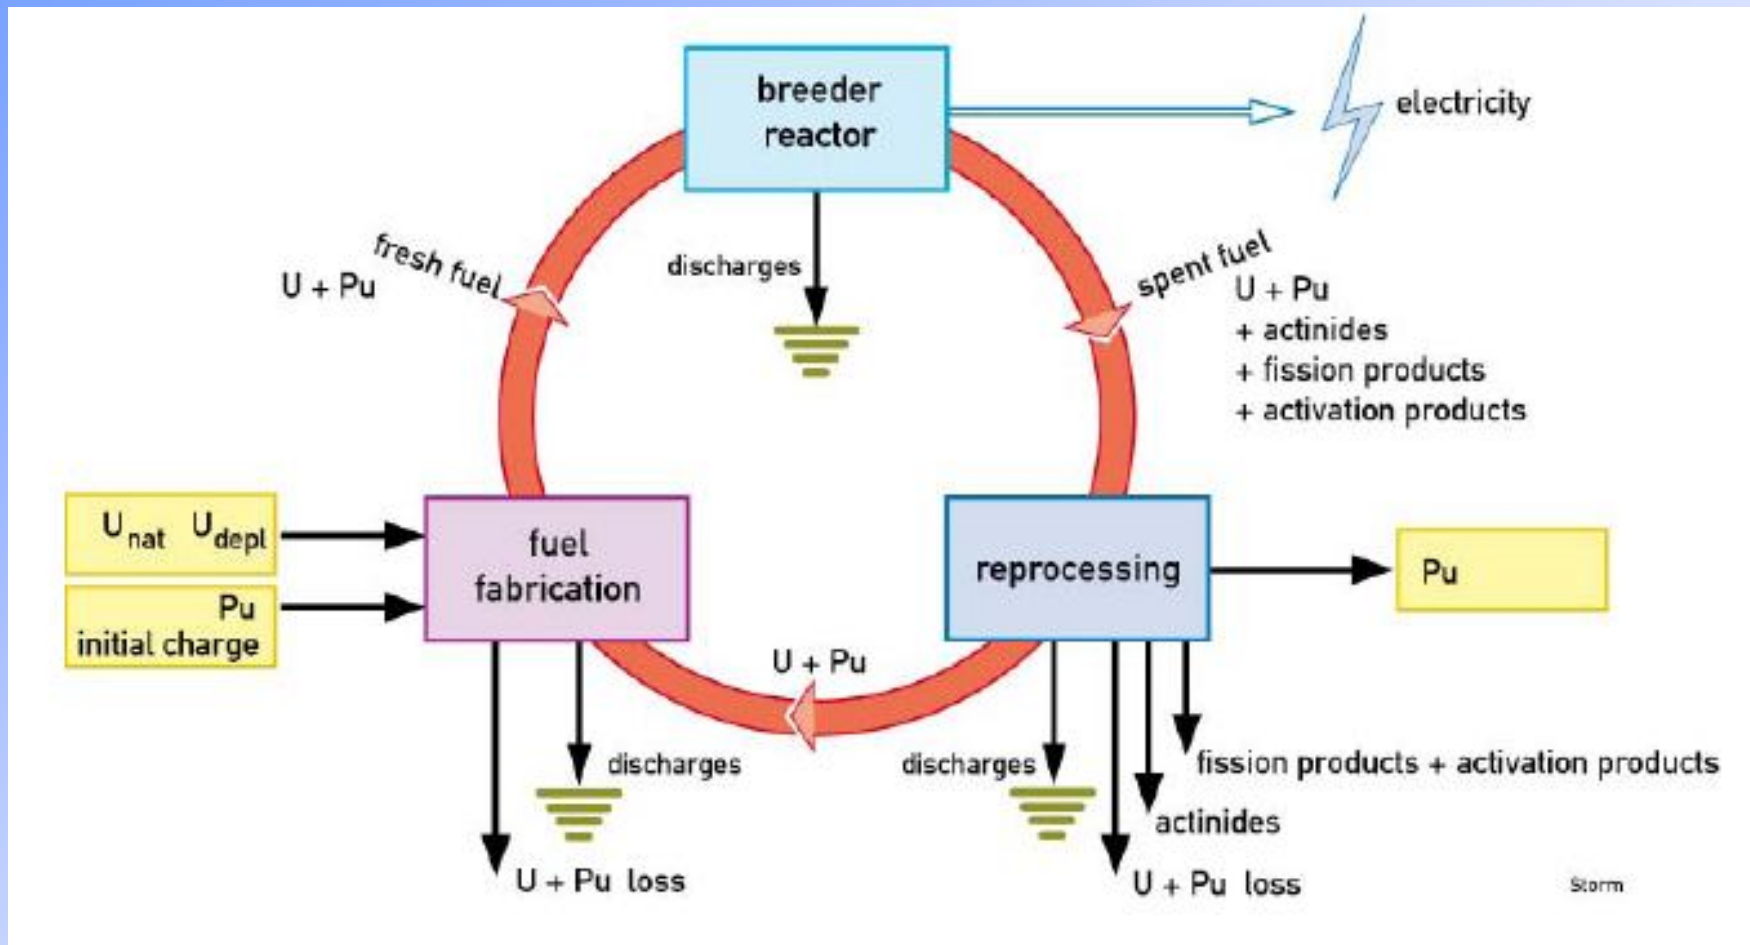 breeder
reactor
electricity
fresh fuel
U + Pu
discharges
spent fuel
U + Pu
+ actinides
+ fission products
+ activation products
Unat Udepl
Pu
initial charge
fuel
fabrication
reprocessing
Pu
U + Pu
discharges
discharges
fission products + activation products
actinides
U + Pu loss
U + Pu loss
Storm